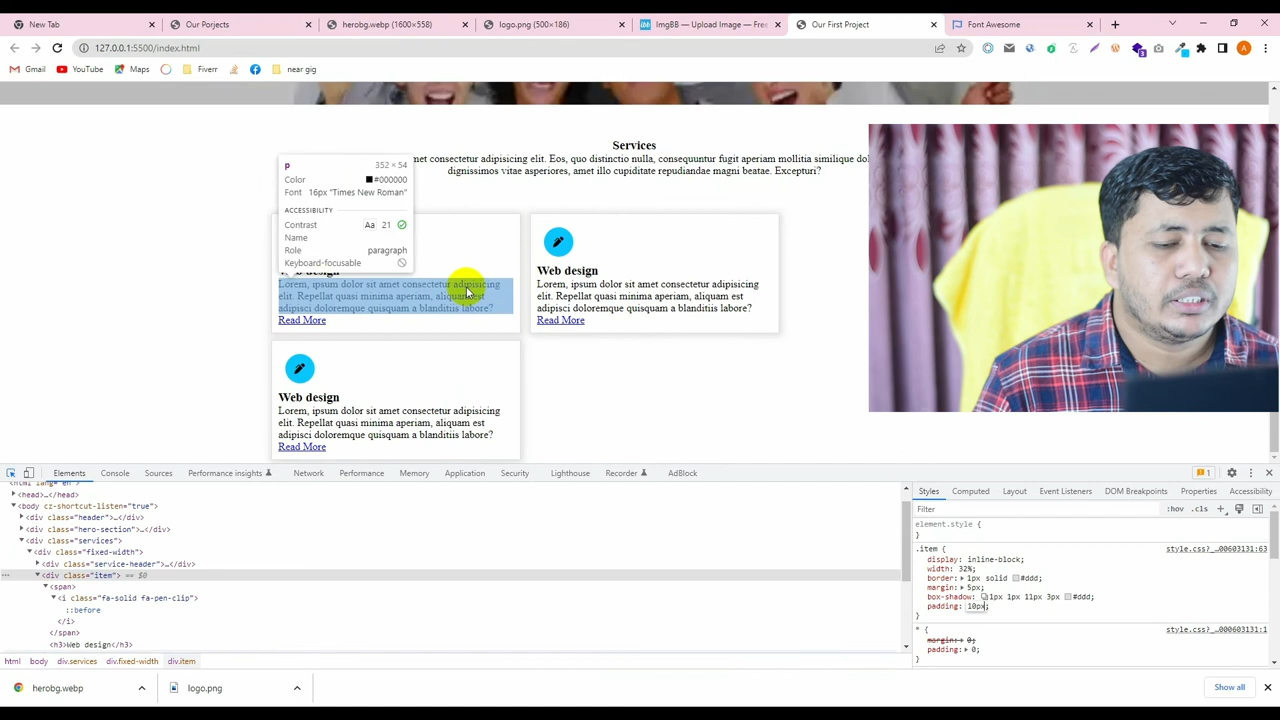 New Tab
Our Porjects
herobg.webp (1600×558)
logo.png (500×186)
ImgBB — Upload Image — Free
Our First Project
Font Awesome
127.0.0.1:5500/index.html
A
Gmail
YouTube
Maps
Fiverr
near gig
Services
met consectetur adipisicing elit. Eos, quo distinctio nulla, consequuntur fugit aperiam mollitia similique
dignissimos vitae asperiores, amet illo cupiditate repudiandae magni beatae. Excepturi?
p 352 × 54
Color #000000
Font 16px "Times New Roman"
ACCESSIBILITY
Contrast Aa 21
Name
Role paragraph
Keyboard-focusable
Web design
Lorem, ipsum dolor sit amet consectetur adipisicing
elit. Repellat quasi minima aperiam, aliquam est
adipisci doloremque quisquam a blanditiis labore?
Read More
Web design
Lorem, ipsum dolor sit amet consectetur adipisicing
elit. Repellat quasi minima aperiam, aliquam est
adipisci doloremque quisquam a blanditiis labore?
Read More
Web design
Lorem, ipsum dolor sit amet consectetur adipisicing
elit. Repellat quasi minima aperiam, aliquam est
adipisci doloremque quisquam a blanditiis labore?
Read More
Elements Console Sources Performance insights Network Performance Memory Application Security Lighthouse Recorder AdBlock 1
<head>…</head>
<body cz-shortcut-listen="true">
<div class="header">…</div>
<div class="hero-section">…</div>
<div class="services">
<div class="fixed-width">
<div class="service-header">…</div>
<div class="item"> == $0
<span>
<i class="fa-solid fa-pen-clip">
::before
</i>
</span>
<h3>Web design</h3>
html body div.services div.fixed-width div.item
Styles Computed Layout Event Listeners DOM Breakpoints Properties Accessibility
Filter :hov .cls
element.style {
}
.item { style.css?_…00603131:63
display: inline-block;
width: 32%;
border: 1px solid #ddd;
margin: 5px;
box-shadow: 1px 1px 11px 3px #ddd;
padding: 10px;
}
* { style.css?_…000603131:1
margin: 0;
padding: 0;
}
herobg.webp
logo.png
Show all